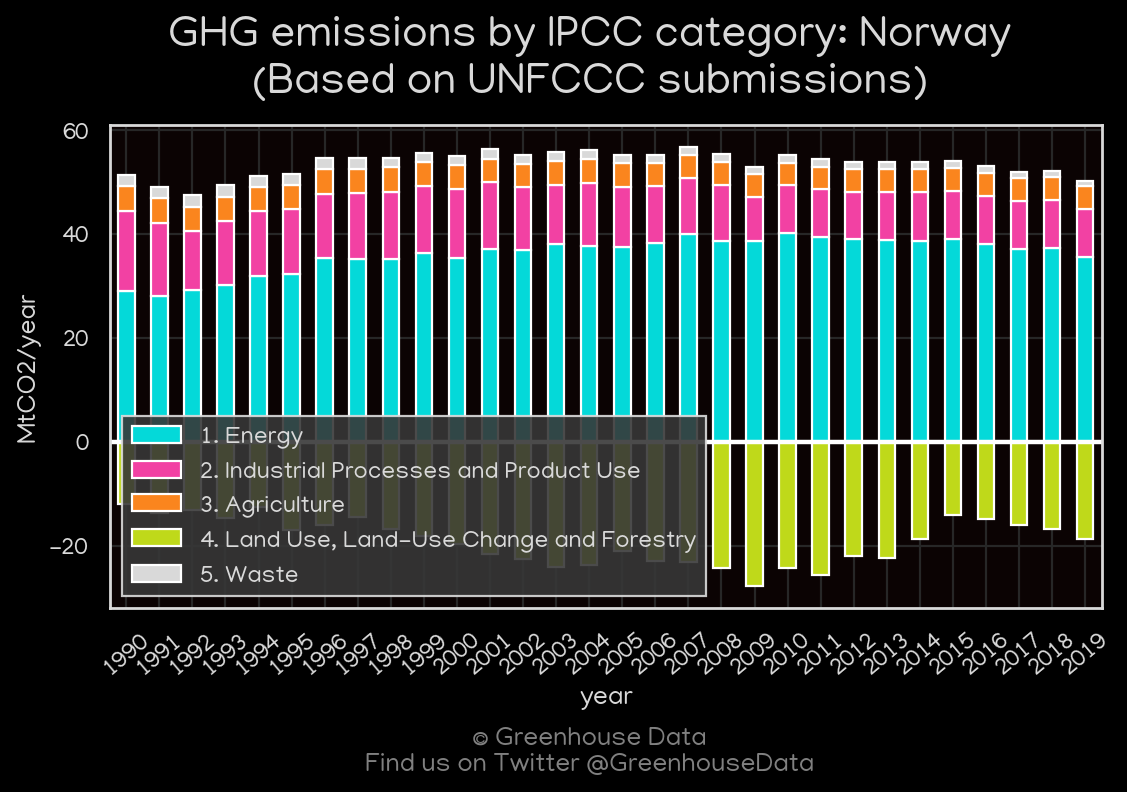 GHG emissions by IPCC category: Norway
(Based on UNFCCC submissions)
MtCO2/year
60
40
20
0
−20
1. Energy
2. Industrial Processes and Product Use
3. Agriculture
4. Land Use, Land-Use Change and Forestry
5. Waste
1990 1991 1992 1993 1994 1995 1996 1997 1998 1999 2000 2001 2002 2003 2004 2005 2006 2007 2008 2009 2010 2011 2012 2013 2014 2015 2016 2017 2018 2019
year
© Greenhouse Data
Find us on Twitter @GreenhouseData